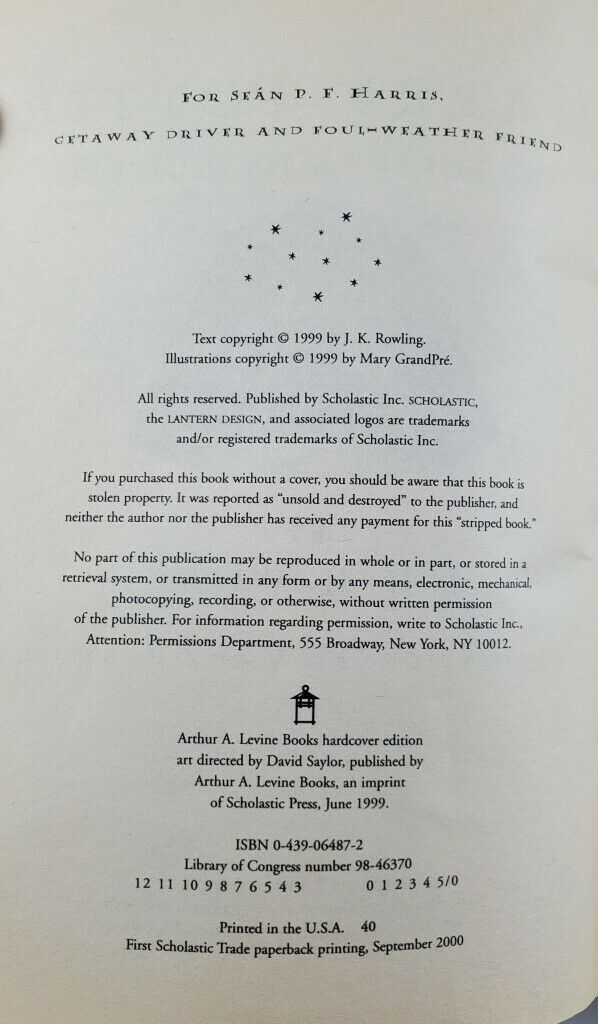 For Seán P. F. Harris,
getaway driver and foul-weather friend
Text copyright © 1999 by J. K. Rowling.
Illustrations copyright © 1999 by Mary GrandPré.
All rights reserved. Published by Scholastic Inc. SCHOLASTIC,
the LANTERN DESIGN, and associated logos are trademarks
and/or registered trademarks of Scholastic Inc.
If you purchased this book without a cover, you should be aware that this book is
stolen property. It was reported as “unsold and destroyed” to the publisher, and
neither the author nor the publisher has received any payment for this “stripped book.”
No part of this publication may be reproduced in whole or in part, or stored in a
retrieval system, or transmitted in any form or by any means, electronic, mechanical,
photocopying, recording, or otherwise, without written permission
of the publisher. For information regarding permission, write to Scholastic Inc.,
Attention: Permissions Department, 555 Broadway, New York, NY 10012.
Arthur A. Levine Books hardcover edition
art directed by David Saylor, published by
Arthur A. Levine Books, an imprint
of Scholastic Press, June 1999.
ISBN 0-439-06487-2
Library of Congress number 98-46370
12 11 10 9 8 7 6 5 4 3 0 1 2 3 4 5/0
Printed in the U.S.A. 40
First Scholastic Trade paperback printing, September 2000